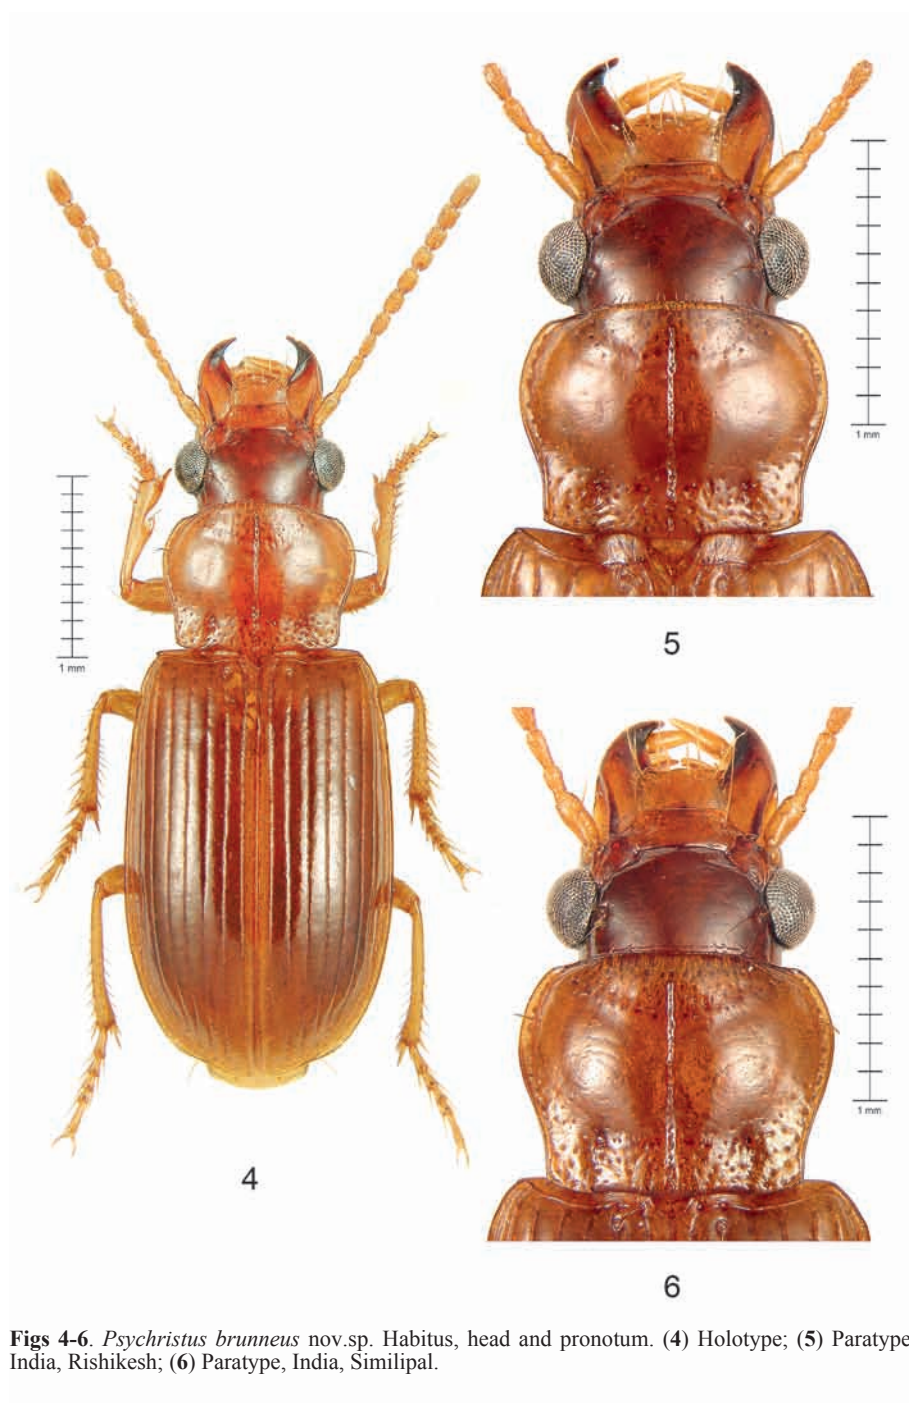 1 mm
5
1 mm
4
1 mm
6
Figs 4-6. Psychristus brunneus nov.sp. Habitus, head and pronotum. (4) Holotype; (5) Paratype
India, Rishikesh; (6) Paratype, India, Similipal.